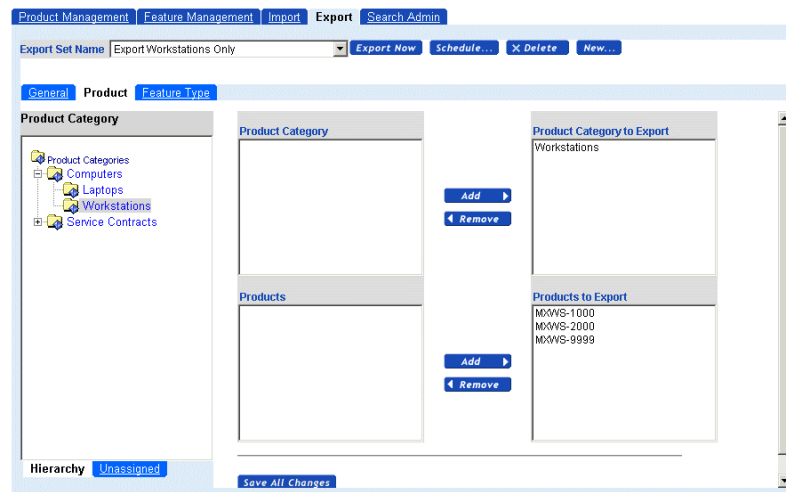 Product Management Feature Management Import Export Search Admin
Export Set Name Export Workstations Only Export Now Schedule... X Delete New...
General Product Feature Type
Product Category
Product Categories
Computers
Laptops
Workstations
Service Contracts
Hierarchy Unassigned
Product Category
Add
Remove
Product Category to Export
Workstations
Products
Add
Remove
Products to Export
MXWS-1000
MXWS-2000
MXWS-9999
Save All Changes